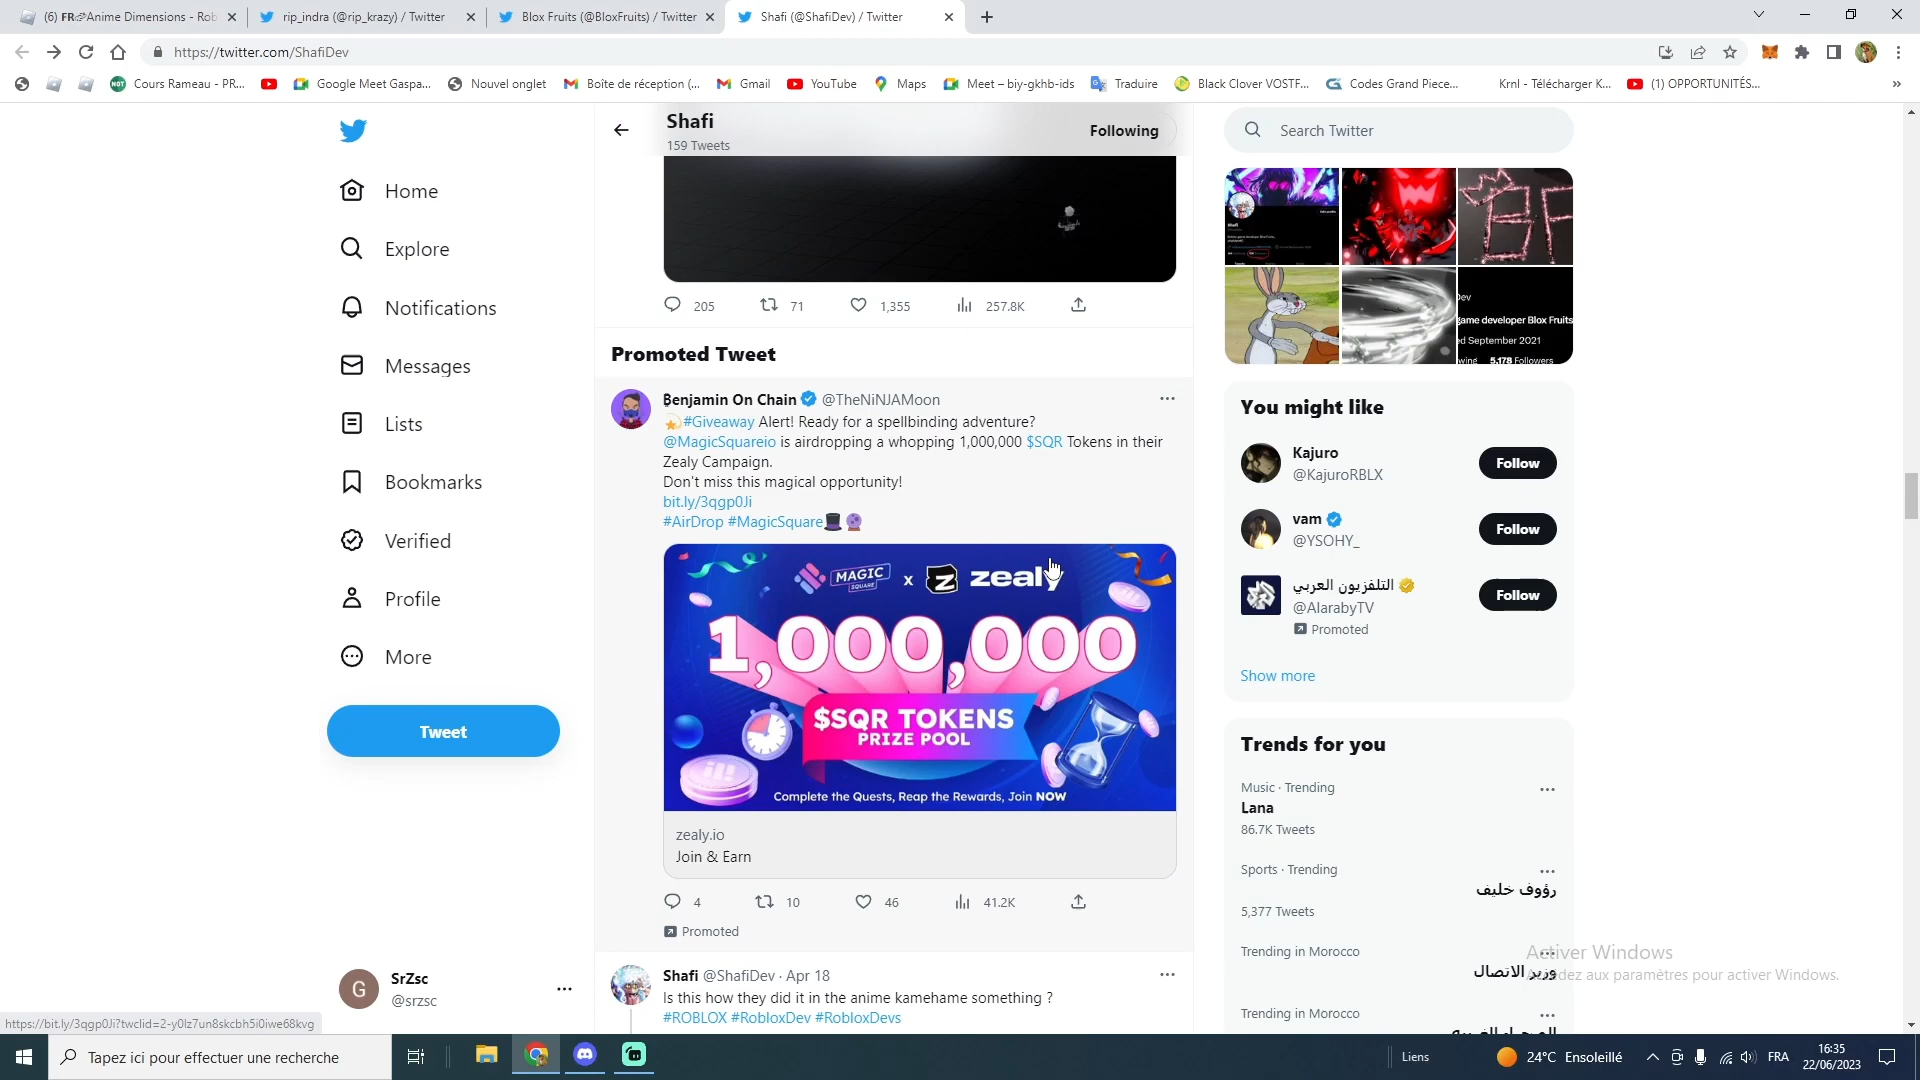 (6) FR🏕Anime Dimensions - Rob
rip_indra (@rip_krazy) / Twitter
Blox Fruits (@BloxFruits) / Twitter
Shafi (@ShafiDev) / Twitter
https://twitter.com/ShafiDev
Cours Rameau - PR...
Google Meet Gaspa...
Nouvel onglet
Boîte de réception (...
Gmail
YouTube
Maps
Meet – biy-gkhb-ids
Traduire
Black Clover VOSTF...
Codes Grand Piece...
Krnl - Télécharger K...
(1) OPPORTUNITÉS...
Home
Explore
Notifications
Messages
Lists
Bookmarks
Verified
Profile
More
Tweet
SrZsc
@srzsc
Shafi
159 Tweets
Following
205
71
1,355
257.8K
Promoted Tweet
₿enjamin On Chain @TheNiNJAMoon
💫#Giveaway Alert! Ready for a spellbinding adventure?
@MagicSquareio is airdropping a whopping 1,000,000 $SQR Tokens in their
Zealy Campaign.
Don't miss this magical opportunity!
bit.ly/3qgp0Ji
#AirDrop #MagicSquare🎩🔮
MAGIC
SQUARE
x
zealy
1,000,000
$SQR TOKENS
PRIZE POOL
Complete the Quests, Reap the Rewards, Join NOW
zealy.io
Join & Earn
4
10
46
41.2K
Promoted
Shafi @ShafiDev · Apr 18
Is this how they did it in the anime kamehame something ?
#ROBLOX #RobloxDev #RobloxDevs
Search Twitter
Shafi
BF
Dev
game developer Blox Fruits
ed September 2021
wing 5,178 Followers
You might like
Kajuro
@KajuroRBLX
Follow
vam
@YSOHY_
Follow
التلفزيون العربي
@AlarabyTV
Promoted
Follow
Show more
Trends for you
Music · Trending
Lana
86.7K Tweets
Sports · Trending
رؤوف خليف
5,377 Tweets
Trending in Morocco
وزير الاتصال
Trending in Morocco
Activer Windows
Accédez aux paramètres pour activer Windows.
https://bit.ly/3qgp0Ji?twclid=2-y0lz7un8skcbh5i0iwe68kvg
Tapez ici pour effectuer une recherche
Liens
24°C Ensoleillé
FRA
16:35
22/06/2023